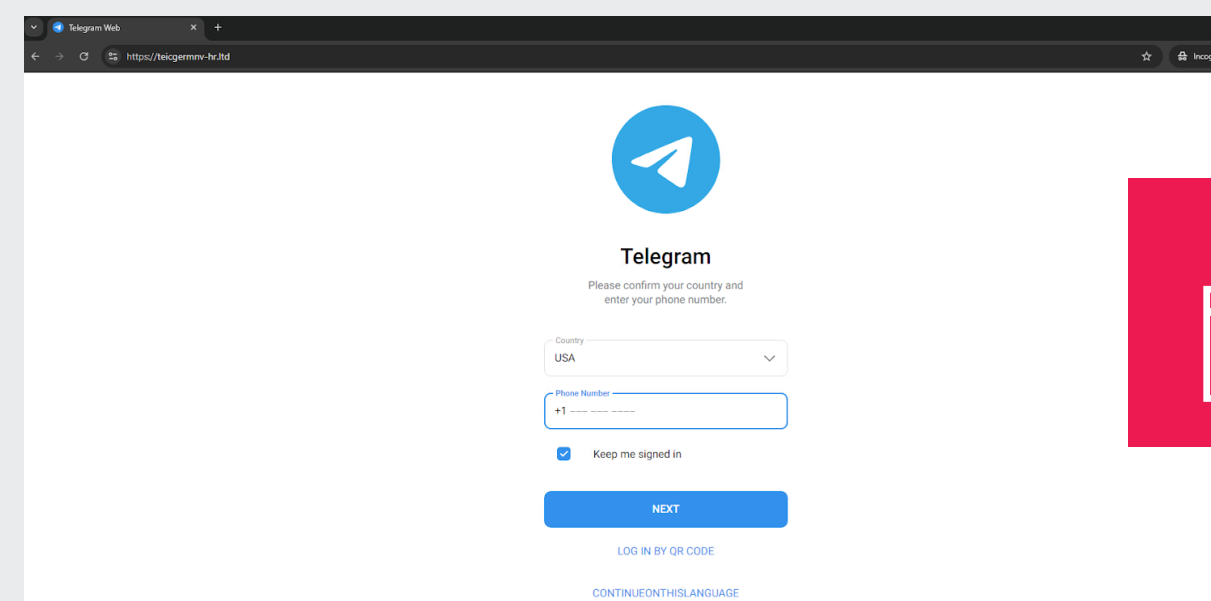 Telegram Web
https://teicgermnv-hr.ltd
Telegram
Please confirm your country and
enter your phone number.
Country
USA
Phone Number
+1 --- --- ----
Keep me signed in
NEXT
LOG IN BY QR CODE
CONTINUEONTHISLANGUAGE